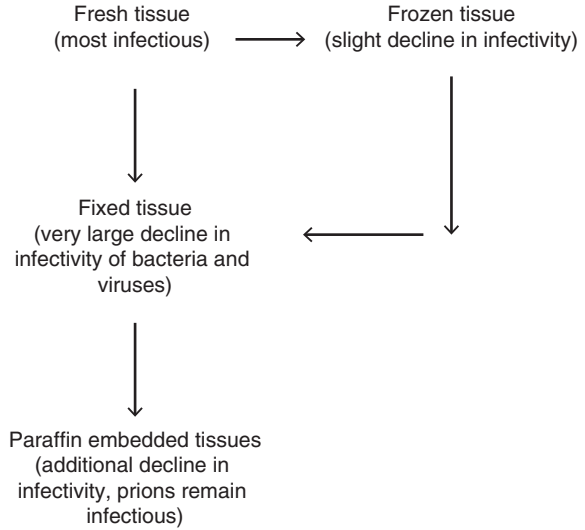 Fresh tissue
(most infectious)
Frozen tissue
(slight decline in infectivity)
Fixed tissue
(very large decline in
infectivity of bacteria and
viruses)
Paraffin embedded tissues
(additional decline in
infectivity, prions remain
infectious)